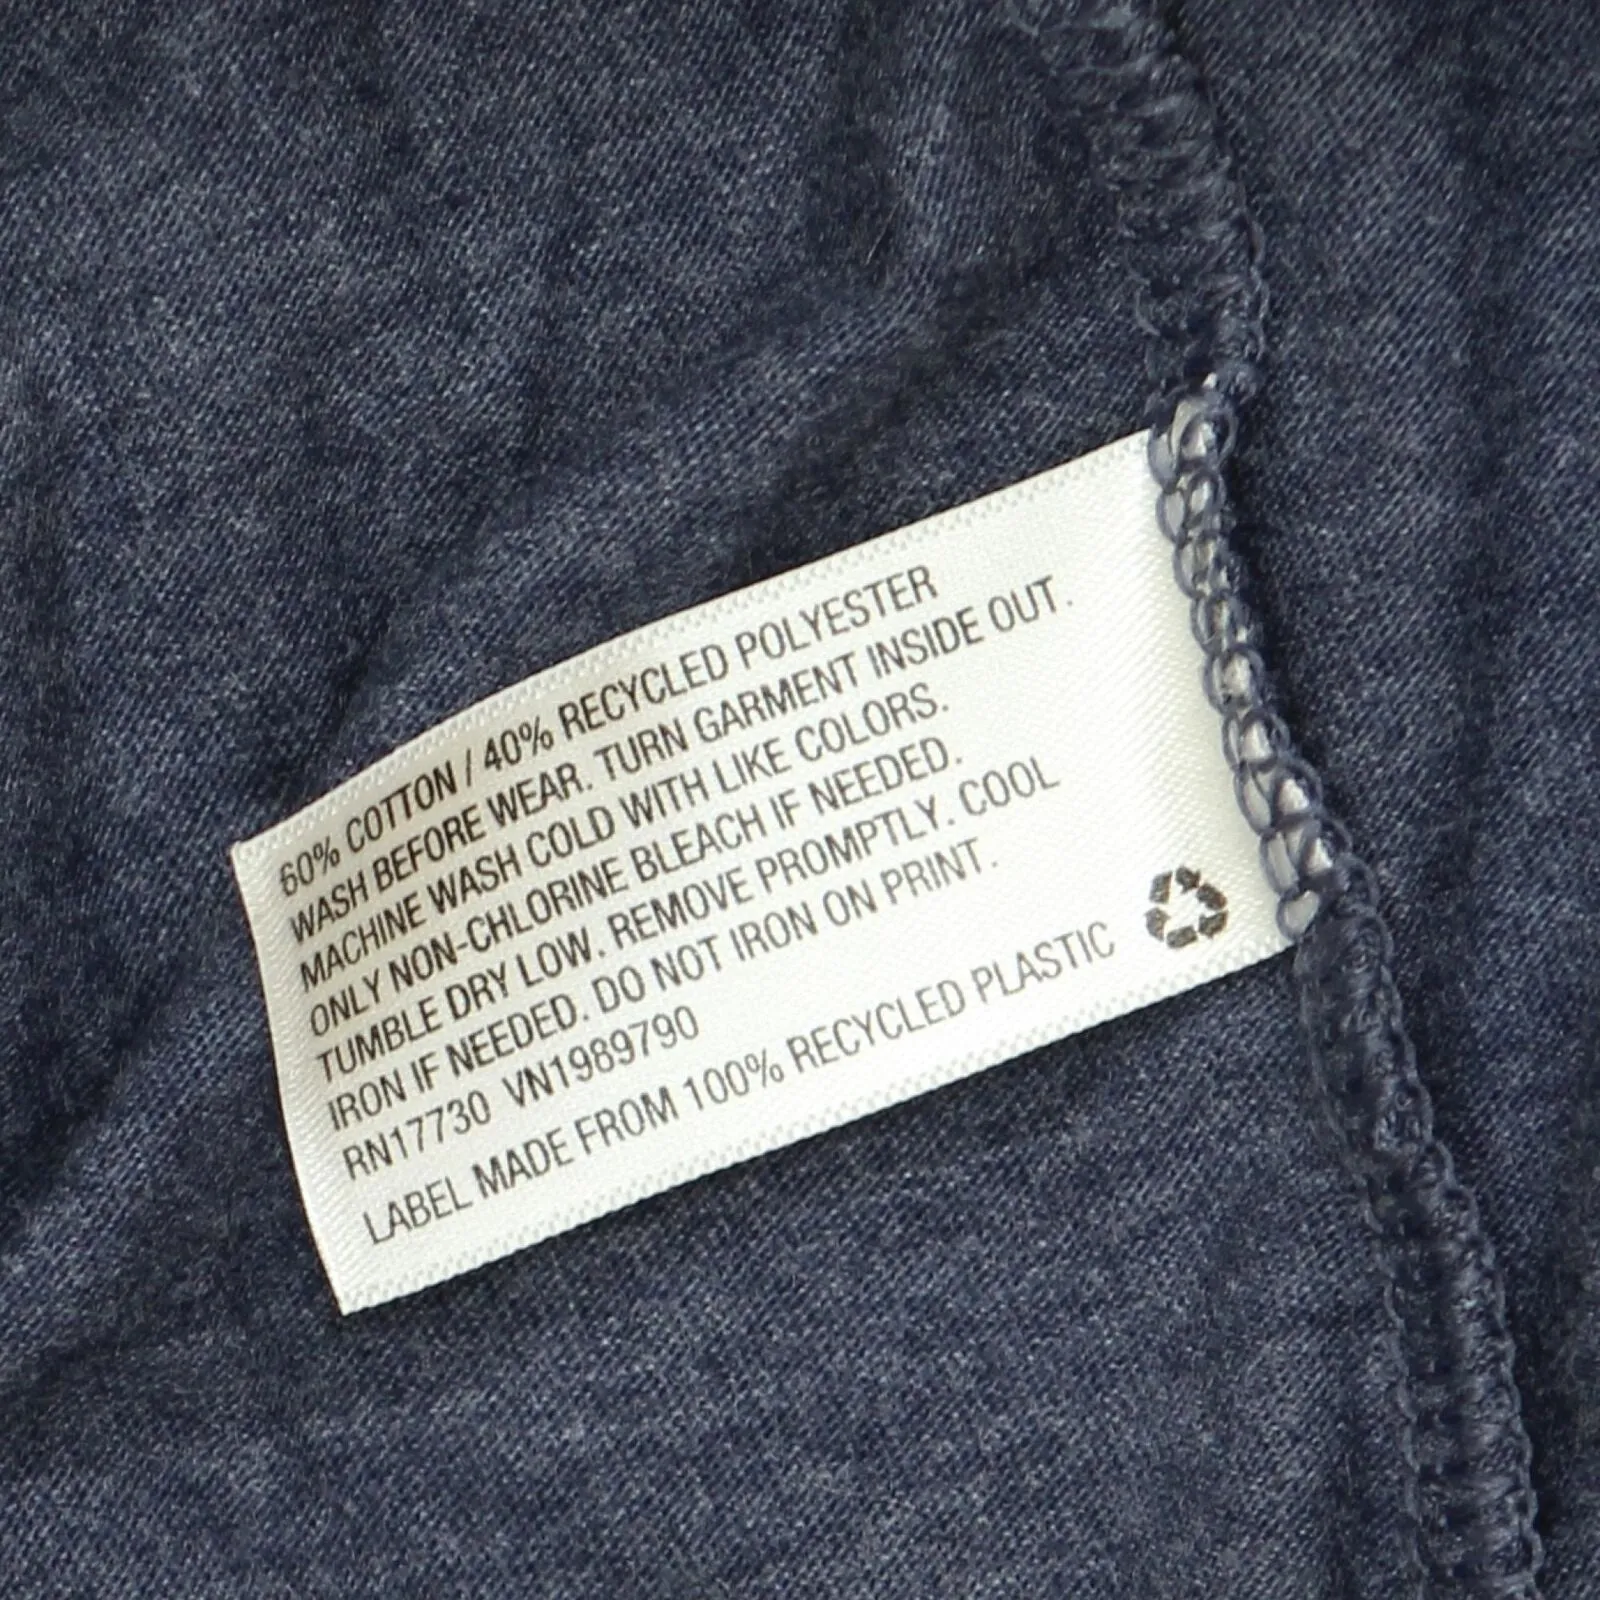 60% COTTON / 40% RECYCLED POLYESTER
WASH BEFORE WEAR. TURN GARMENT INSIDE OUT.
MACHINE WASH COLD WITH LIKE COLORS.
ONLY NON-CHLORINE BLEACH IF NEEDED.
TUMBLE DRY LOW. REMOVE PROMPTLY. COOL
IRON IF NEEDED. DO NOT IRON ON PRINT.
RN17730 VN1989790
LABEL MADE FROM 100% RECYCLED PLASTIC